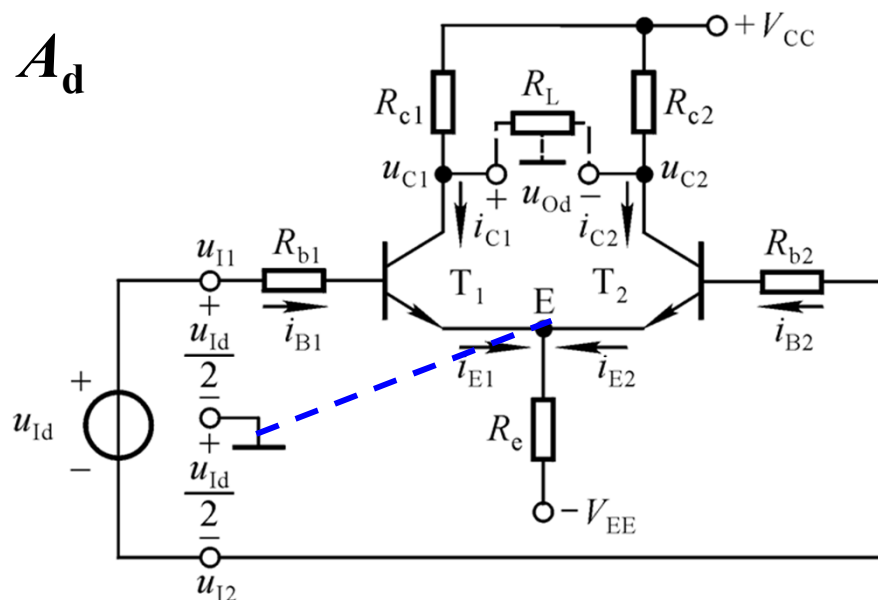 A_d
+V_CC
R_c1
R_L
R_c2
u_C1
+
u_Od
−
u_C2
i_C1
i_C2
u_I1
R_b1
T_1
E
T_2
R_b2
+
u_Id
2
−
i_B1
i_E1
i_E2
i_B2
+
u_Id
−
+
u_Id
2
−
R_e
−V_EE
u_I2